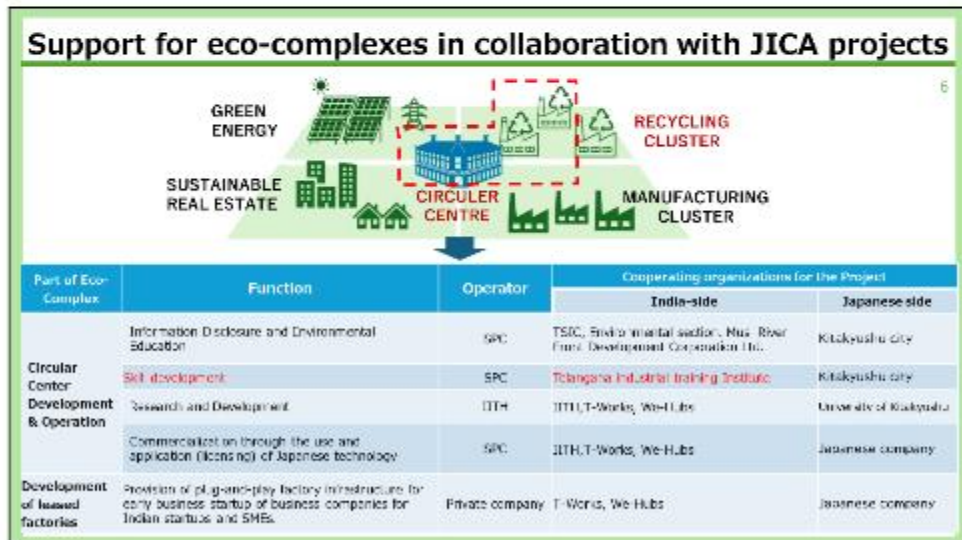 Support for eco-complexes in collaboration with JICA projects
6
GREEN
ENERGY
RECYCLING
CLUSTER
SUSTAINABLE
REAL ESTATE
CIRCULER
CENTRE
MANUFACTURING
CLUSTER
Part of Eco-
Complex
Function
Operator
Cooperating organizations for the Project
India-side
Japanese side
Circular
Center
Development
& Operation
Information Disclosure and Environmental
Education
SPC
TSIC, Environmental section, Musi River
Front Development Corporation Ltd.
Kitakyushu city
Skill development
SPC
Telangana industrial training Institute
Kitakyushu city
Research and Development
IITH
IITH,T-Works, We-Hubs
University of Kitakyushu
Commercialization through the use and
application (licensing) of Japanese technology
SPC
IITH,T-Works, We-Hubs
Japanese company
Development
of leased
factories
Provision of plug-and-play factory infrastructure for
early business startup of business companies for
Indian startups and SMEs.
Private company
T-Works, We-Hubs
Japanese company